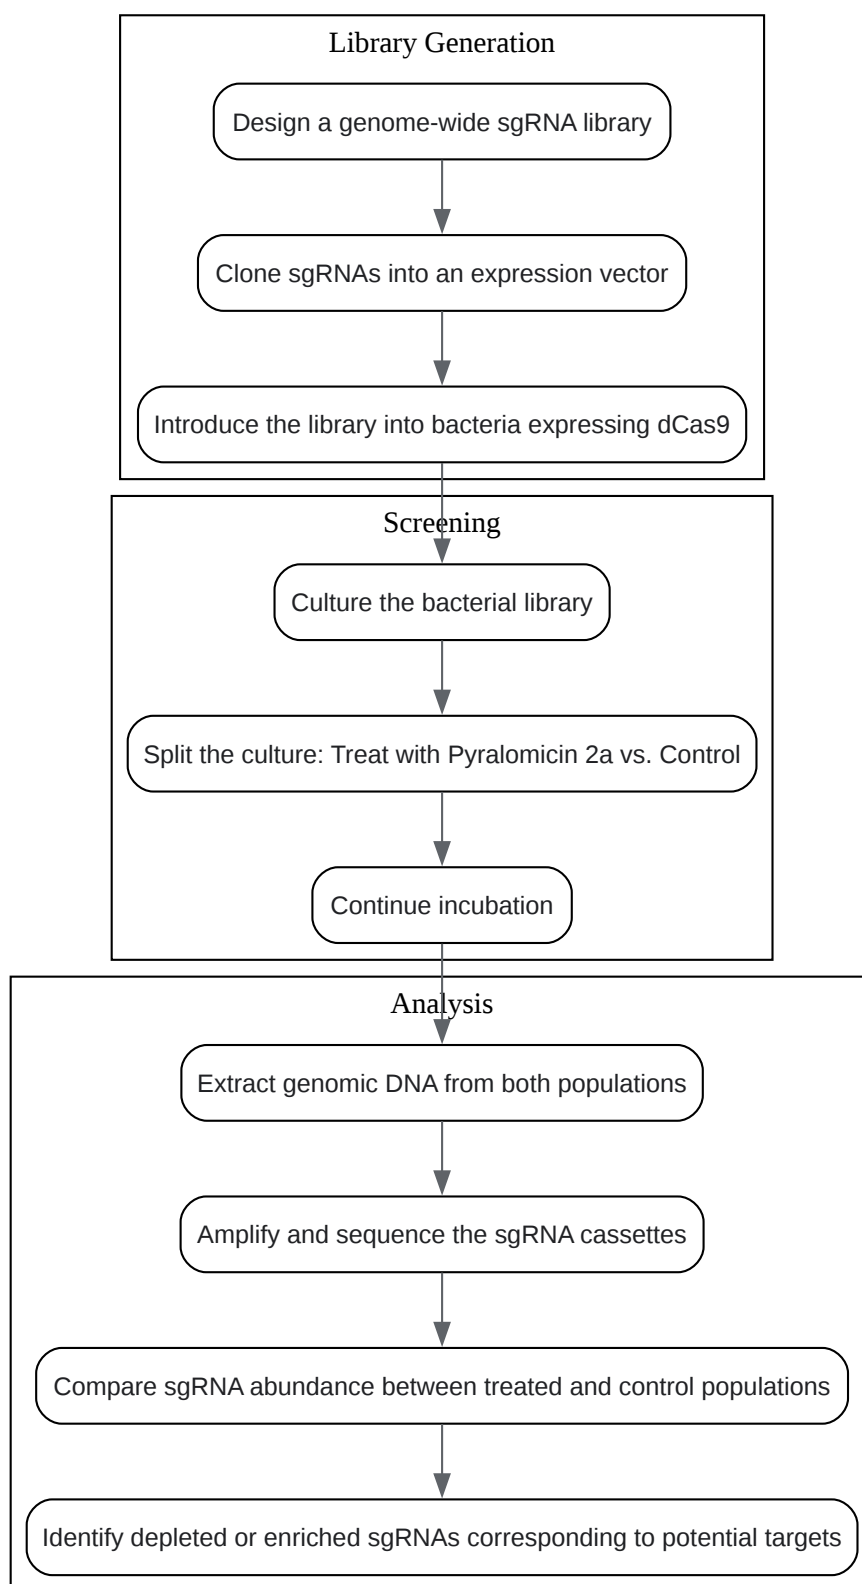 Library Generation
Design a genome-wide sgRNA library
Clone sgRNAs into an expression vector
Introduce the library into bacteria expressing dCas9
Screening
Culture the bacterial library
Split the culture: Treat with Pyralomicin 2a vs. Control
Continue incubation
Analysis
Extract genomic DNA from both populations
Amplify and sequence the sgRNA cassettes
Compare sgRNA abundance between treated and control populations
Identify depleted or enriched sgRNAs corresponding to potential targets